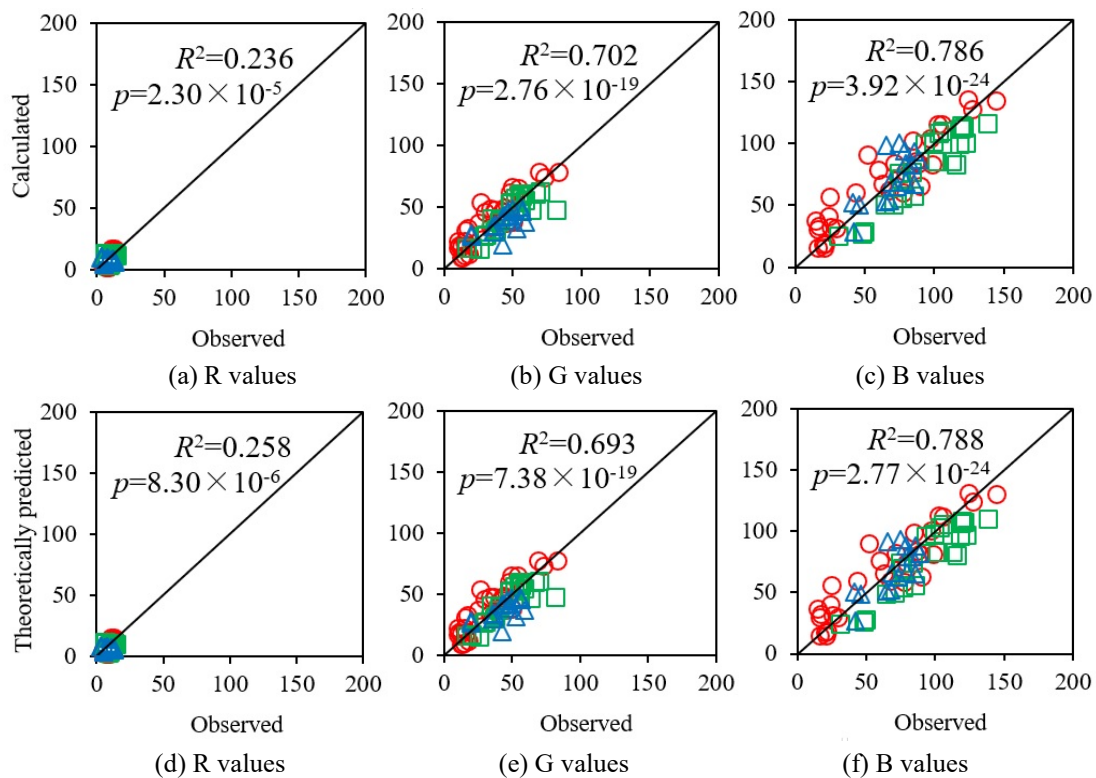 200
150
100
50
0
Calculated
R²=0.236
p=2.30×10⁻⁵
0 50 100 150 200
Observed
(a) R values
200
150
100
50
0
R²=0.702
p=2.76×10⁻¹⁹
0 50 100 150 200
Observed
(b) G values
200
150
100
50
0
R²=0.786
p=3.92×10⁻²⁴
0 50 100 150 200
Observed
(c) B values
200
150
100
50
0
Theoretically predicted
R²=0.258
p=8.30×10⁻⁶
0 50 100 150 200
Observed
(d) R values
200
150
100
50
0
R²=0.693
p=7.38×10⁻¹⁹
0 50 100 150 200
Observed
(e) G values
200
150
100
50
0
R²=0.788
p=2.77×10⁻²⁴
0 50 100 150 200
Observed
(f) B values